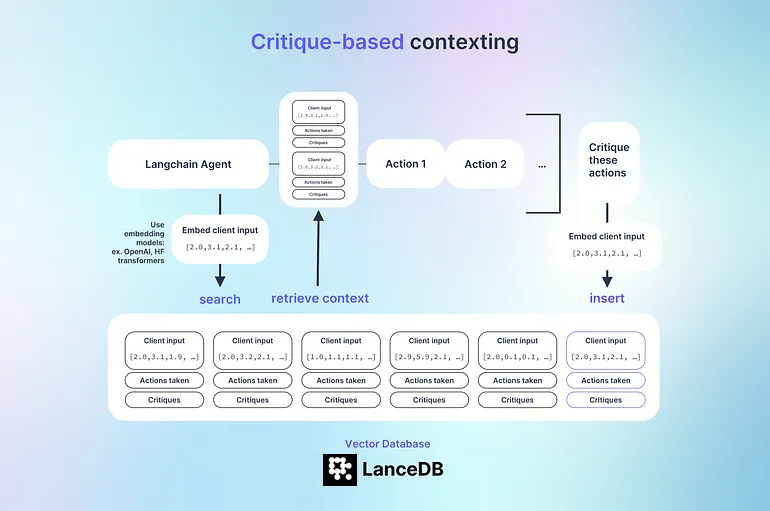 Critique-based contexting
Langchain Agent
Client input
[2.0,3.1,1.9, …]
Actions taken
Critiques
Client input
[2.0,3.2,2.1, …]
Actions taken
Critiques
Action 1
Action 2
...
Critique
these
actions
Use
embedding
models:
ex. OpenAI, HF
transformers
Embed client input
[2.0,3.1,2.1, …]
Embed client input
[2.0,3.1,2.1, …]
search
retrieve context
insert
Client input
[2.0,3.1,1.9, …]
Actions taken
Critiques
Client input
[2.0,3.2,2.1, …]
Actions taken
Critiques
Client input
[1.0,1.1,1.1, …]
Actions taken
Critiques
Client input
[2.9,5.9,2.1, …]
Actions taken
Critiques
Client input
[2.0,0.1,0.1, …]
Actions taken
Critiques
Client input
[2.0,3.1,2.1, …]
Actions taken
Critiques
Vector Database
LanceDB